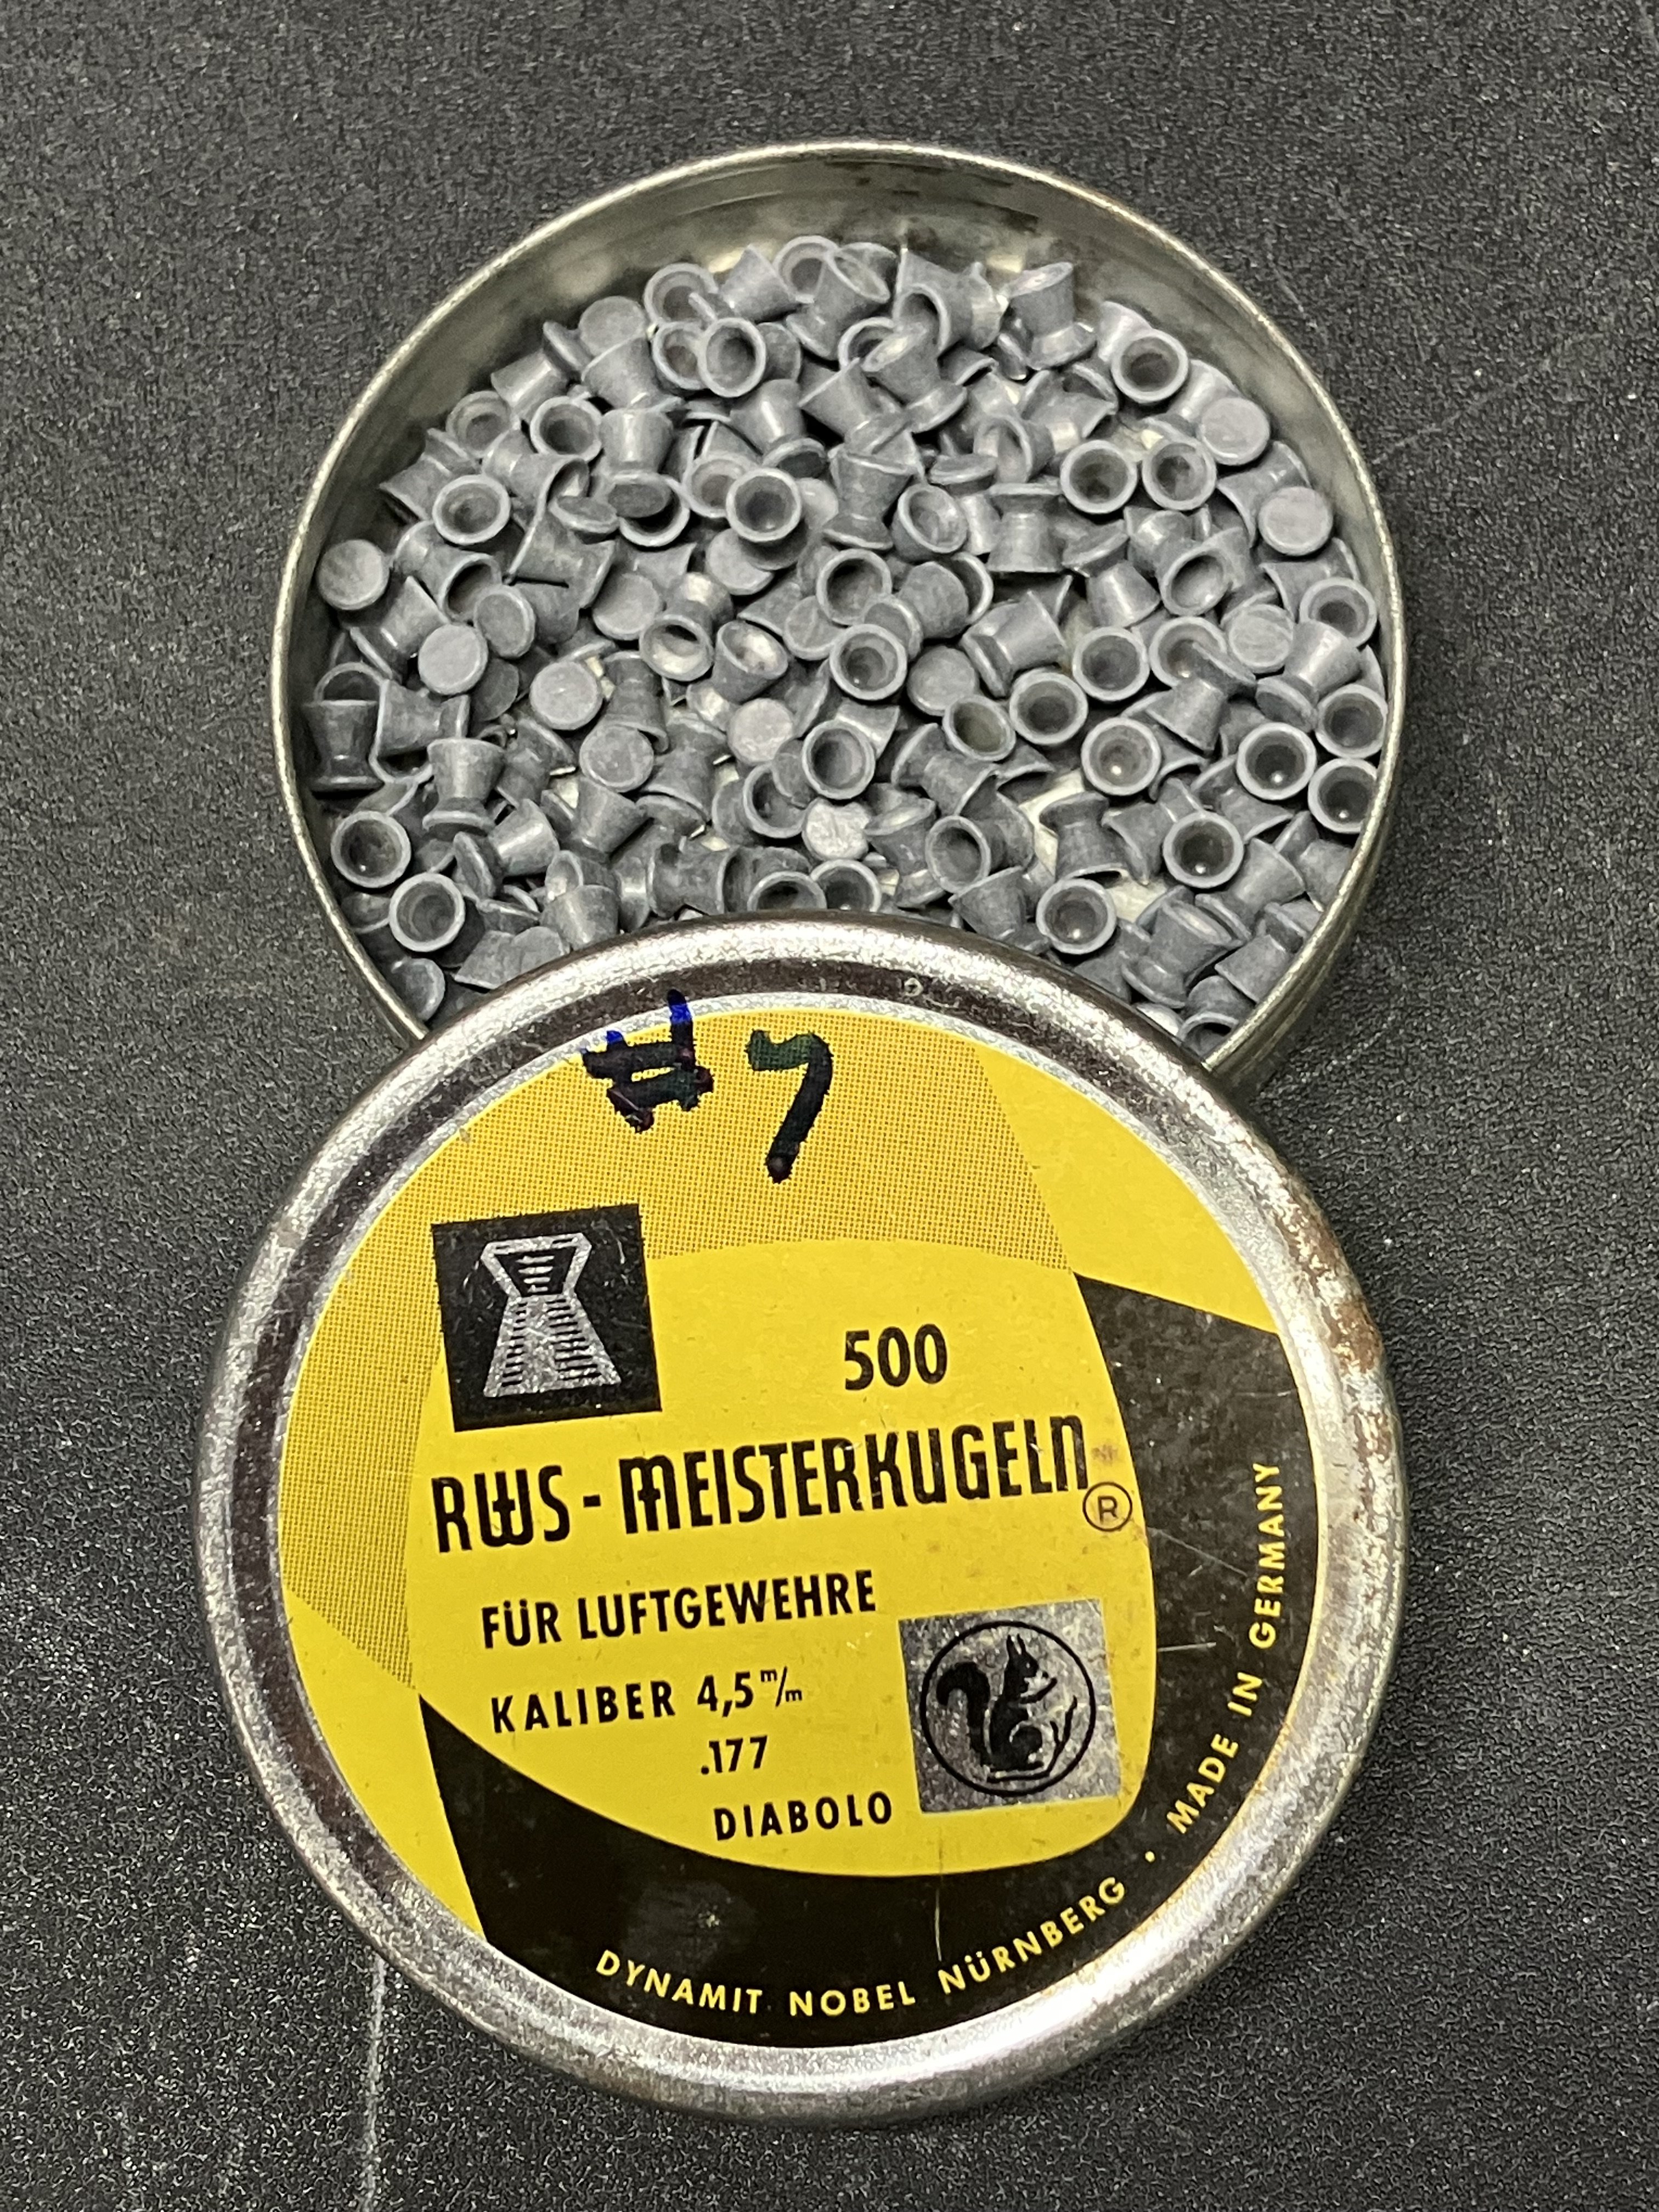 #7
500
RWS-MEISTERKUGELN®
FÜR LUFTGEWEHRE
KALIBER 4,5 m/m
.177
DIABOLO
DYNAMIT NOBEL NÜRNBERG · MADE IN GERMANY